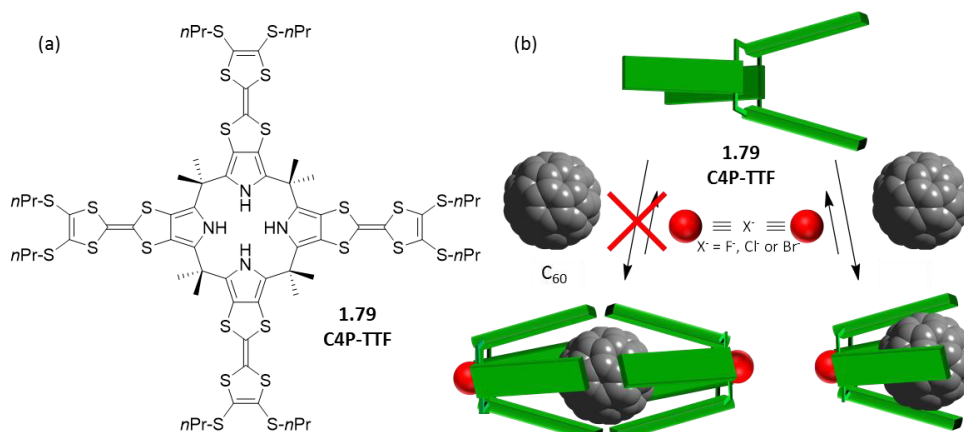 (a)
nPr-S
S-nPr
S
S
S
S
nPr-S
S
S
S
S
S-nPr
nPr-S
S
S
NH
H
N
HN
N
H
S
S
S-nPr
S
S
S
S
nPr-S
S-nPr
1.79
C4P-TTF
(b)
1.79
C4P-TTF
≡ X⁻ ≡
X⁻ = F⁻, Cl⁻ or Br⁻
C₆₀